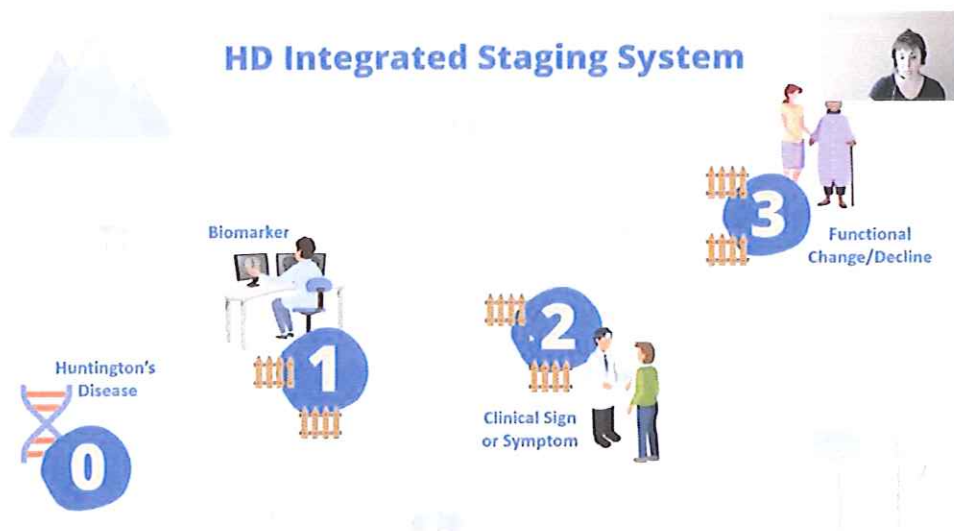 HD Integrated Staging System
Biomarker
Huntington's
Disease
0
1
2
Clinical Sign
or Symptom
3
Functional
Change/Decline